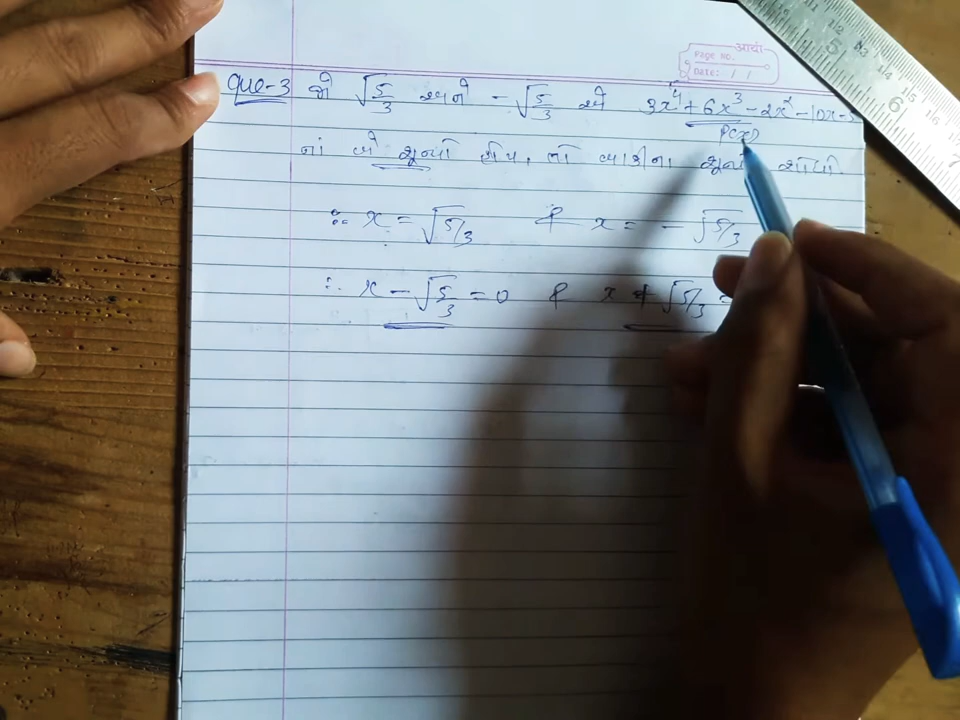 आयो
Page No.
Date: / /
Que-3 જો √5/3 અને -√5/3 એ 3x⁴ + 6x³ - 2x² - 10x - 5
P(x)
નાં બે શૂન્યો હોય, તો બાકીના શૂન્યો શોધો.
∴ x = √5/3 & x = - √5/3
∴ x - √5/3 = 0 & x + √5/3 =